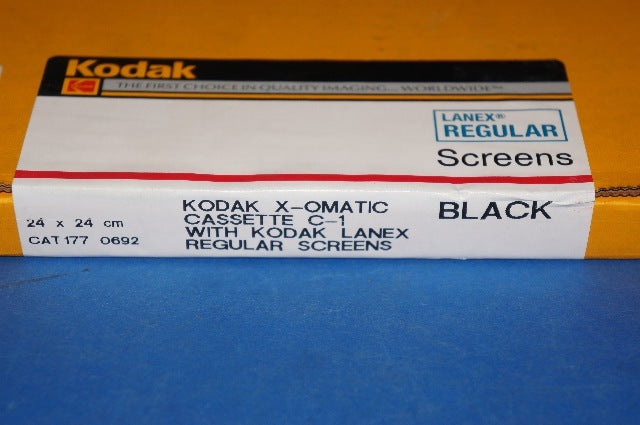 Kodak
THE FIRST CHOICE IN QUALITY IMAGING... WORLDWIDE™
LANEX®
REGULAR
Screens
24 x 24 cm
CAT 177 0692
KODAK X-OMATIC
CASSETTE C-1
WITH KODAK LANEX
REGULAR SCREENS
BLACK